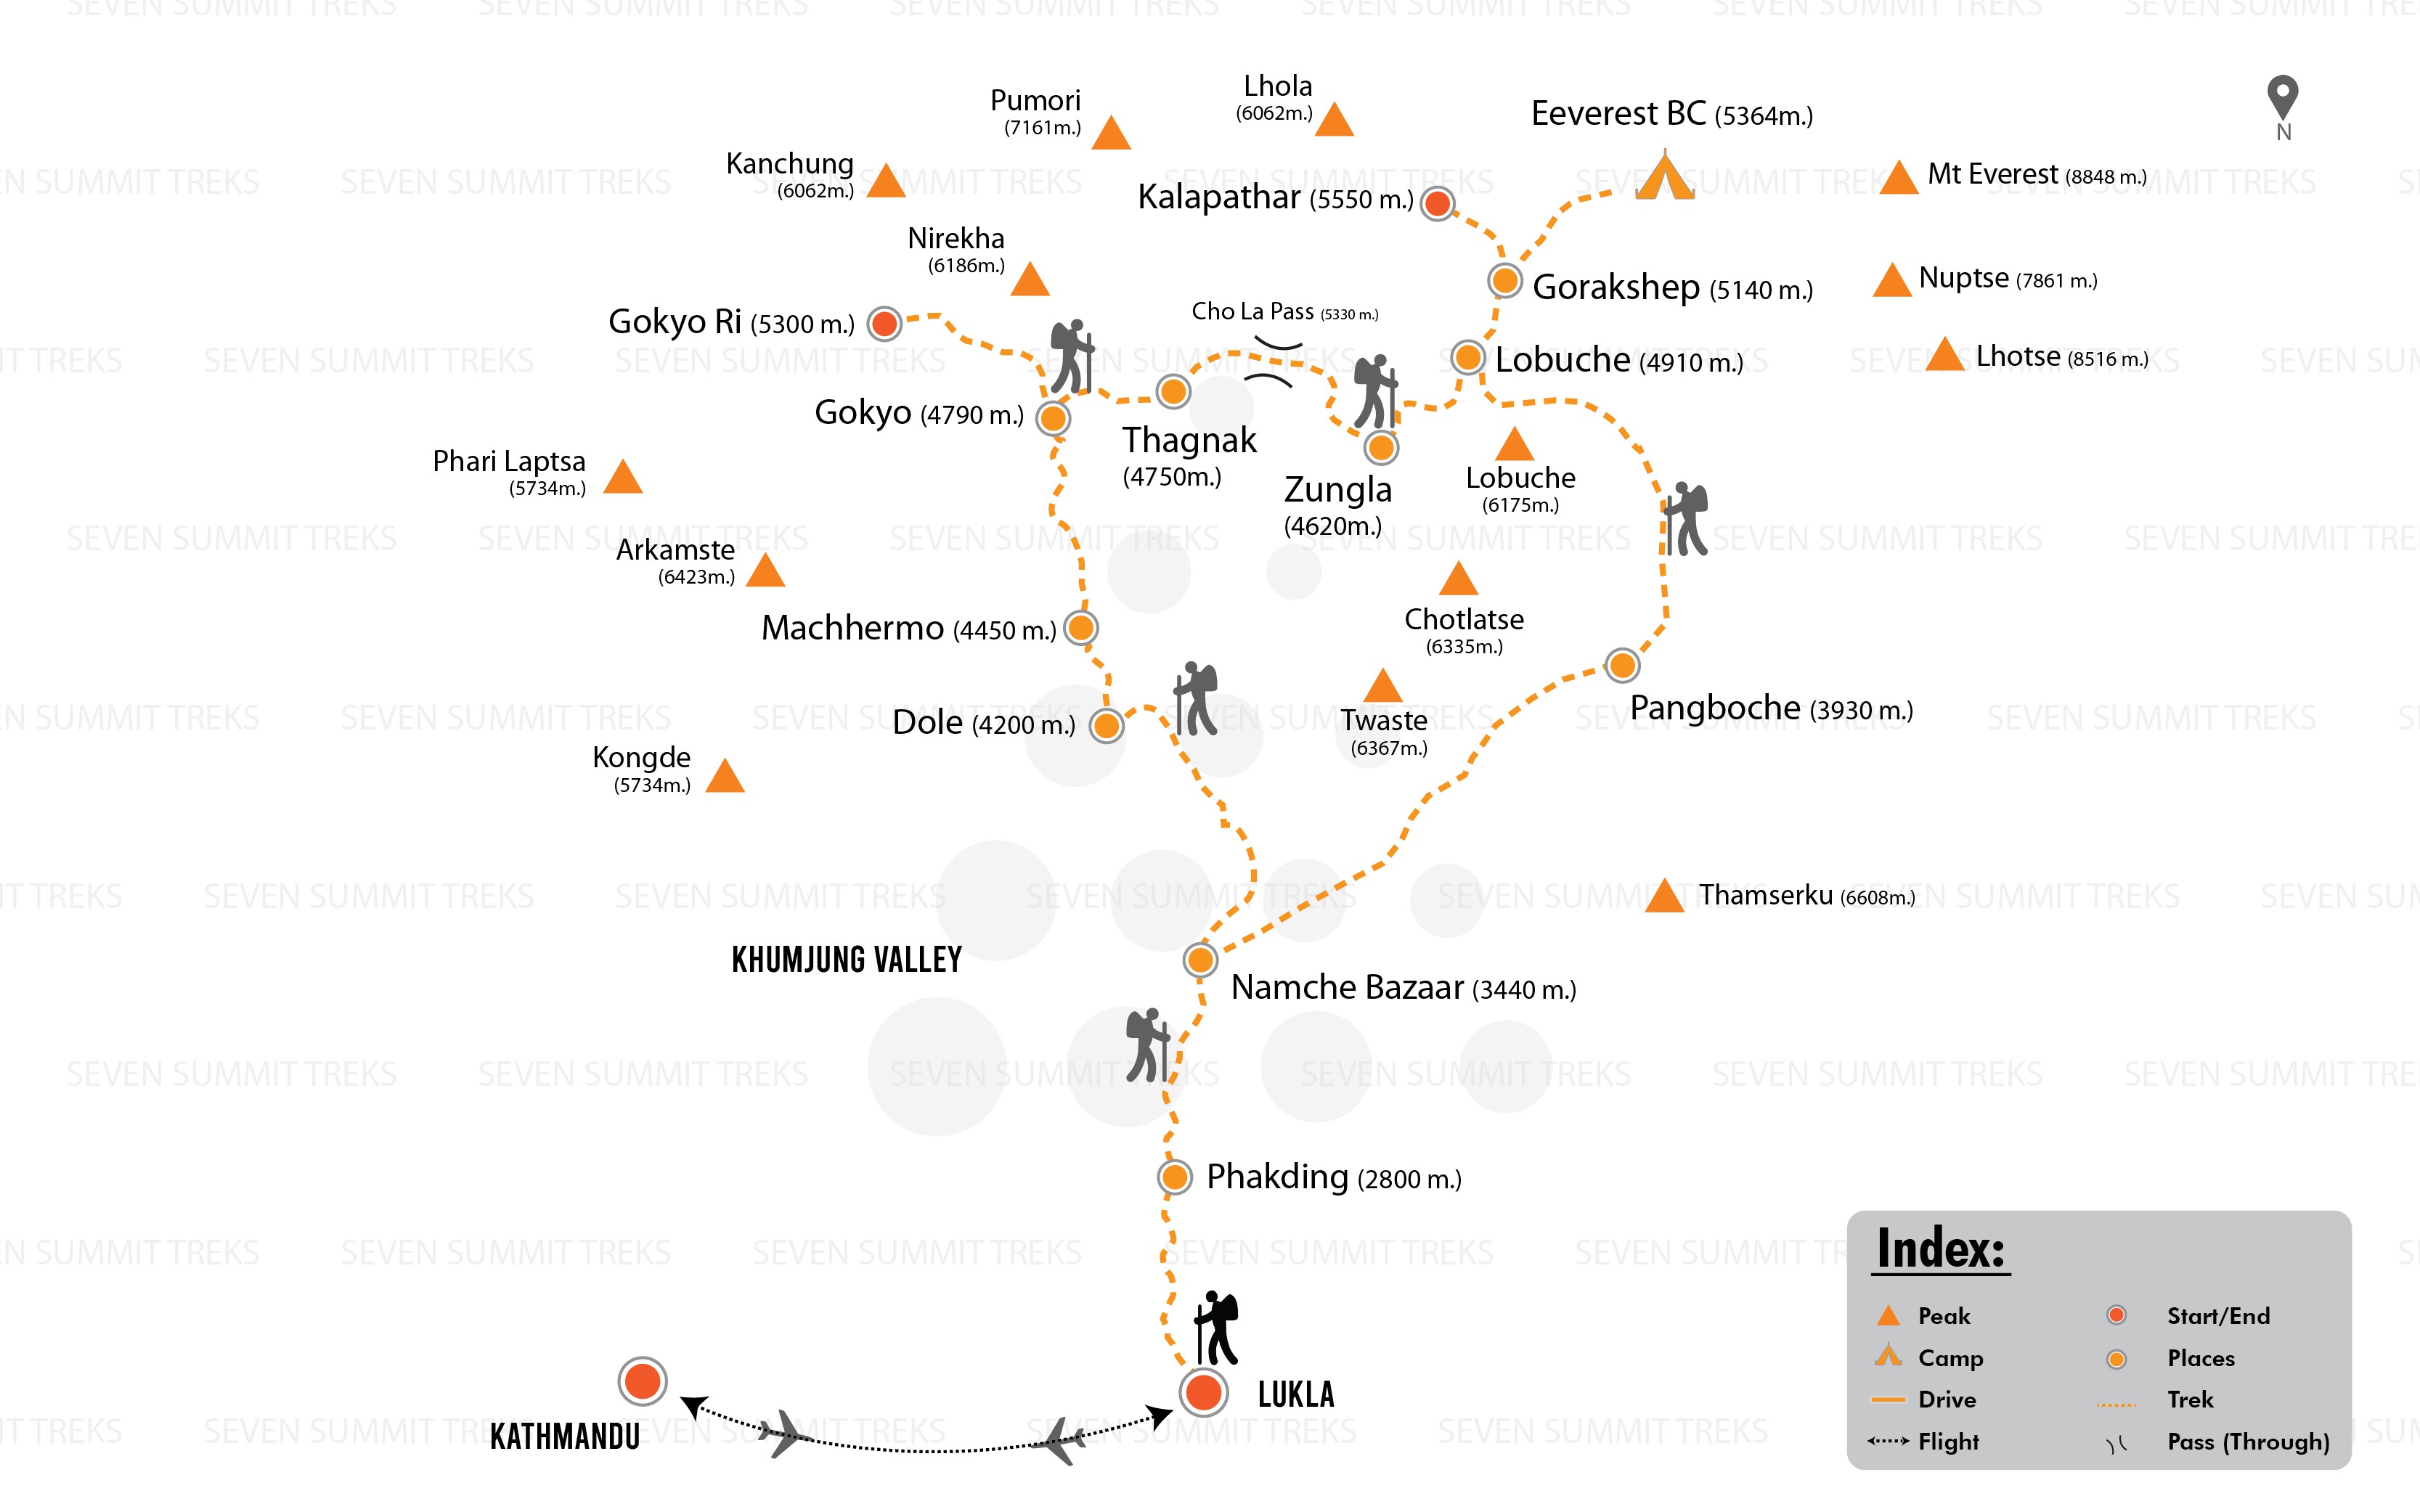 Lhola
(6062m.)
Pumori
(7161m.)
Eeverest BC (5364m.)
N
Kanchung
(6062m.)
Mt Everest (8848 m.)
Kalapathar (5550 m.)
Nirekha
(6186m.)
Gorakshep (5140 m.)
Nuptse (7861 m.)
Gokyo Ri (5300 m.)
Cho La Pass (5330 m.)
Lobuche (4910 m.)
Lhotse (8516 m.)
Gokyo (4790 m.)
Thagnak
(4750m.)
Phari Laptsa
(5734m.)
Zungla
(4620m.)
Lobuche
(6175m.)
Arkamste
(6423m.)
Chotlatse
(6335m.)
Machhermo (4450 m.)
Dole (4200 m.)
Twaste
(6367m.)
Pangboche (3930 m.)
Kongde
(5734m.)
Thamserku (6608m.)
KHUMJUNG VALLEY
Namche Bazaar (3440 m.)
Phakding (2800 m.)
LUKLA
KATHMANDU
Index:
Peak
Start/End
Camp
Places
Drive
Trek
Flight
Pass (Through)
SEVEN SUMMIT TREKS